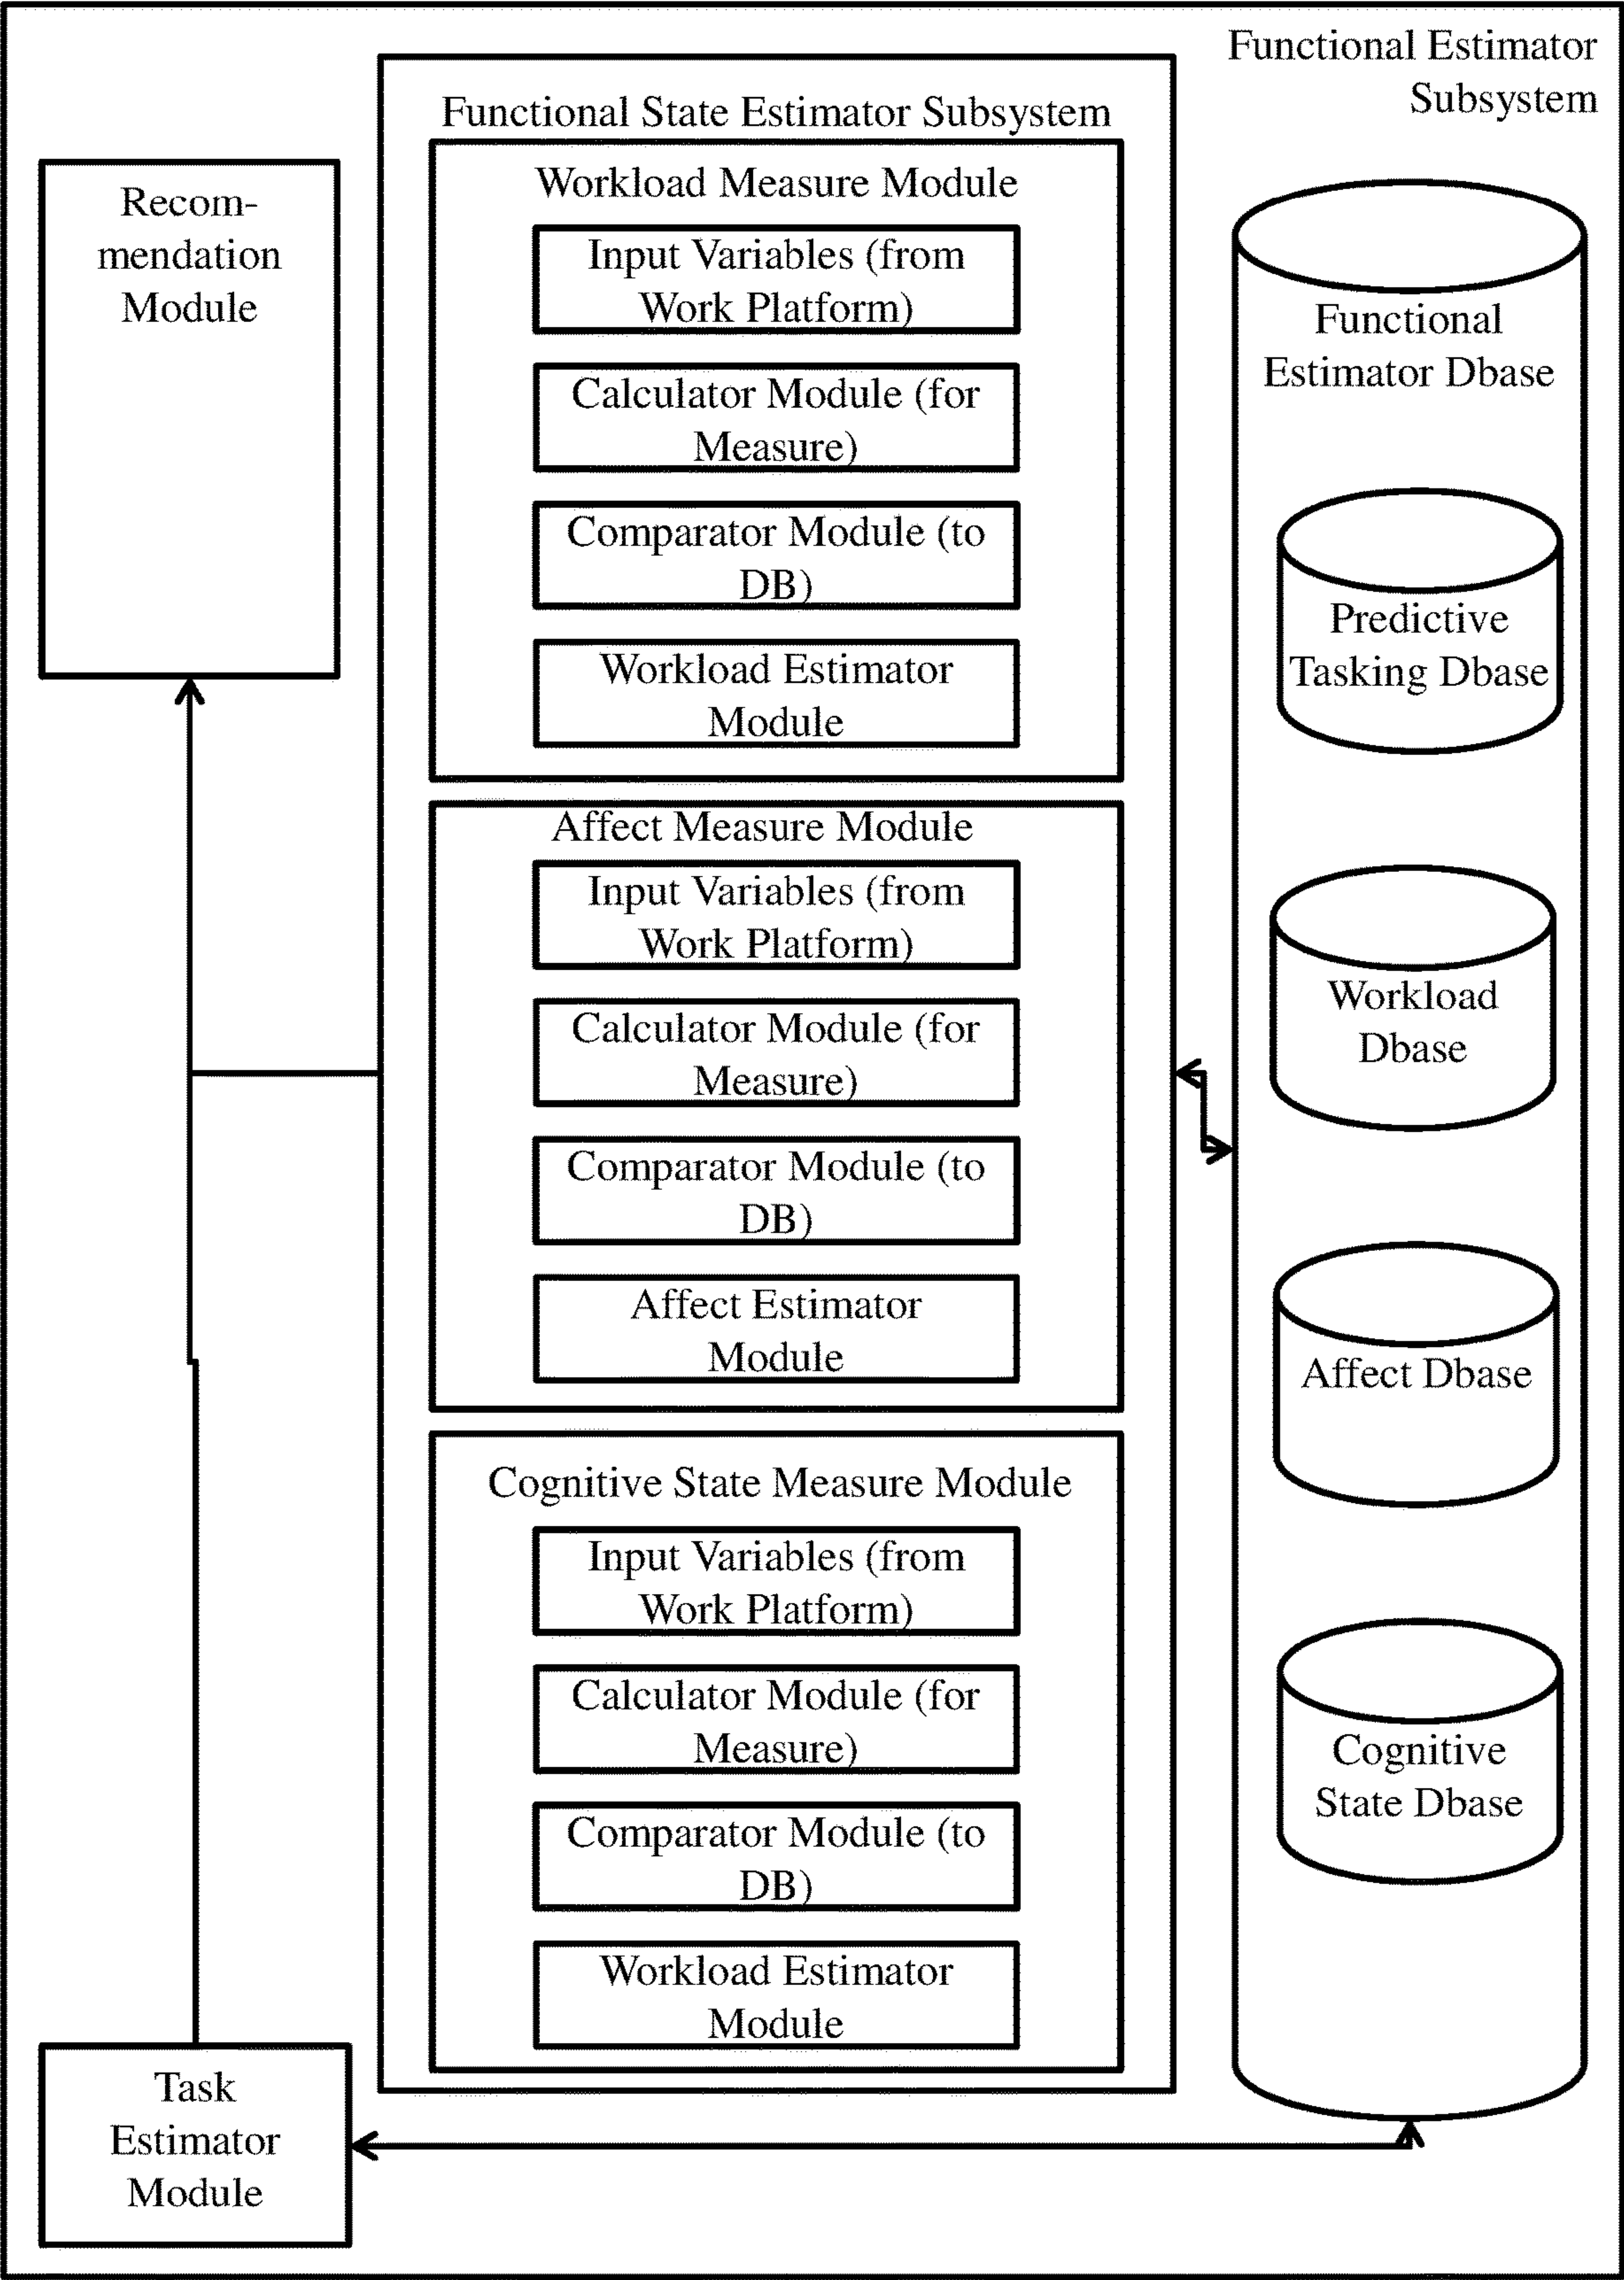 Functional Estimator
Subsystem
Recom-
mendation
Module
Functional State Estimator Subsystem
Workload Measure Module
Input Variables (from
Work Platform)
Calculator Module (for
Measure)
Comparator Module (to
DB)
Workload Estimator
Module
Affect Measure Module
Input Variables (from
Work Platform)
Calculator Module (for
Measure)
Comparator Module (to
DB)
Affect Estimator
Module
Cognitive State Measure Module
Input Variables (from
Work Platform)
Calculator Module (for
Measure)
Comparator Module (to
DB)
Workload Estimator
Module
Functional
Estimator Dbase
Predictive
Tasking Dbase
Workload
Dbase
Affect Dbase
Cognitive
State Dbase
Task
Estimator
Module